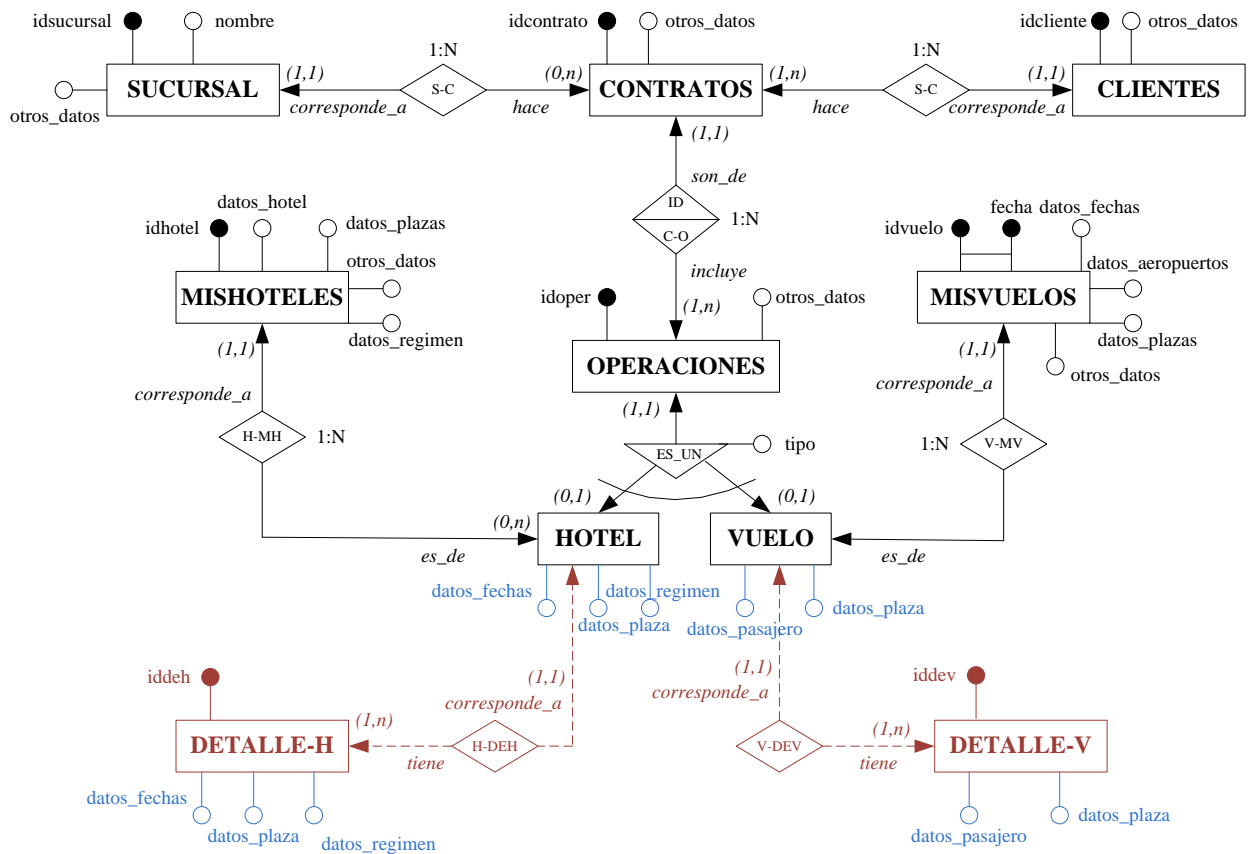 idsucursal
nombre
idcontrato
otros_datos
idcliente
otros_datos
1:N
1:N
SUCURSAL
(1,1)
S-C
(0,n)
CONTRATOS
(1,n)
S-C
(1,1)
CLIENTES
otros_datos
corresponde_a
hace
hace
corresponde_a
(1,1)
son_de
ID
C-O
1:N
incluye
(1,n)
datos_hotel
idhotel
datos_plazas
otros_datos
MISHOTELES
datos_regimen
(1,1)
corresponde_a
H-MH
1:N
fecha
datos_fechas
idvuelo
datos_aeropuertos
MISVUELOS
datos_plazas
(1,1)
otros_datos
corresponde_a
1:N
V-MV
idoper
otros_datos
OPERACIONES
(1,1)
ES_UN
tipo
(0,1)
(0,1)
(0,n)
HOTEL
VUELO
es_de
es_de
datos_fechas
datos_regimen
datos_plaza
datos_plaza
datos_pasajero
iddeh
(1,1)
corresponde_a
(1,n)
DETALLE-H
H-DEH
tiene
datos_fechas
datos_plaza
datos_regimen
(1,1)
corresponde_a
iddev
V-DEV
(1,n)
DETALLE-V
tiene
datos_plaza
datos_pasajero